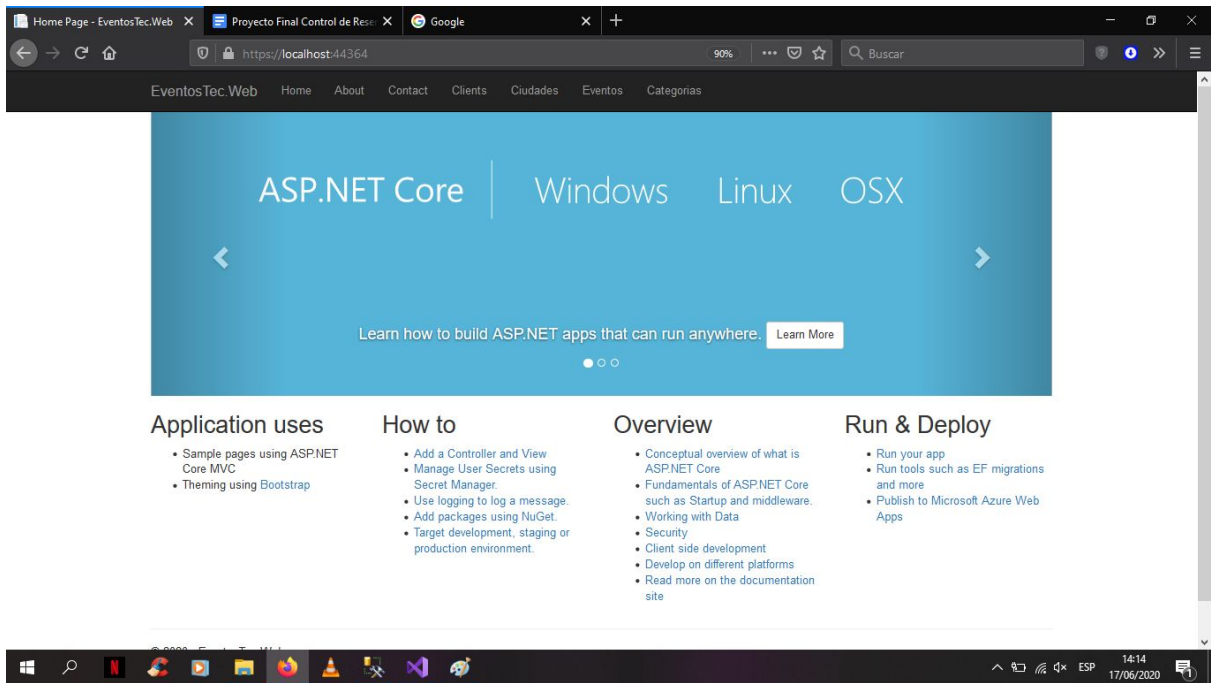 Home Page - EventosTec.Web
Proyecto Final Control de Reser
Google
https://localhost:44364
90%
Buscar
EventosTec.Web Home About Contact Clients Ciudades Eventos Categorias
ASP.NET Core Windows Linux OSX
Learn how to build ASP.NET apps that can run anywhere. Learn More
Application uses
Sample pages using ASP.NET
Core MVC
Theming using Bootstrap
How to
Add a Controller and View
Manage User Secrets using
Secret Manager.
Use logging to log a message.
Add packages using NuGet.
Target development, staging or
production environment.
Overview
Conceptual overview of what is
ASP.NET Core
Fundamentals of ASP.NET Core
such as Startup and middleware.
Working with Data
Security
Client side development
Develop on different platforms
Read more on the documentation
site
Run & Deploy
Run your app
Run tools such as EF migrations
and more
Publish to Microsoft Azure Web
Apps
ESP
14:14
17/06/2020